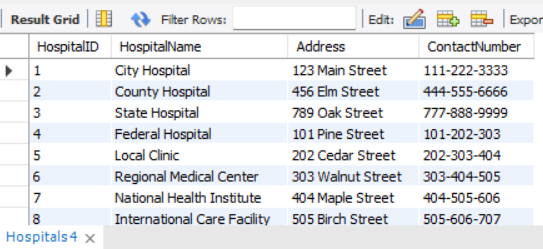 Result Grid Filter Rows: Edit: Expor
HospitalID HospitalName Address ContactNumber
1 City Hospital 123 Main Street 111-222-3333
2 County Hospital 456 Elm Street 444-555-6666
3 State Hospital 789 Oak Street 777-888-9999
4 Federal Hospital 101 Pine Street 101-202-303
5 Local Clinic 202 Cedar Street 202-303-404
6 Regional Medical Center 303 Walnut Street 303-404-505
7 National Health Institute 404 Maple Street 404-505-606
8 International Care Facility 505 Birch Street 505-606-707
Hospitals4